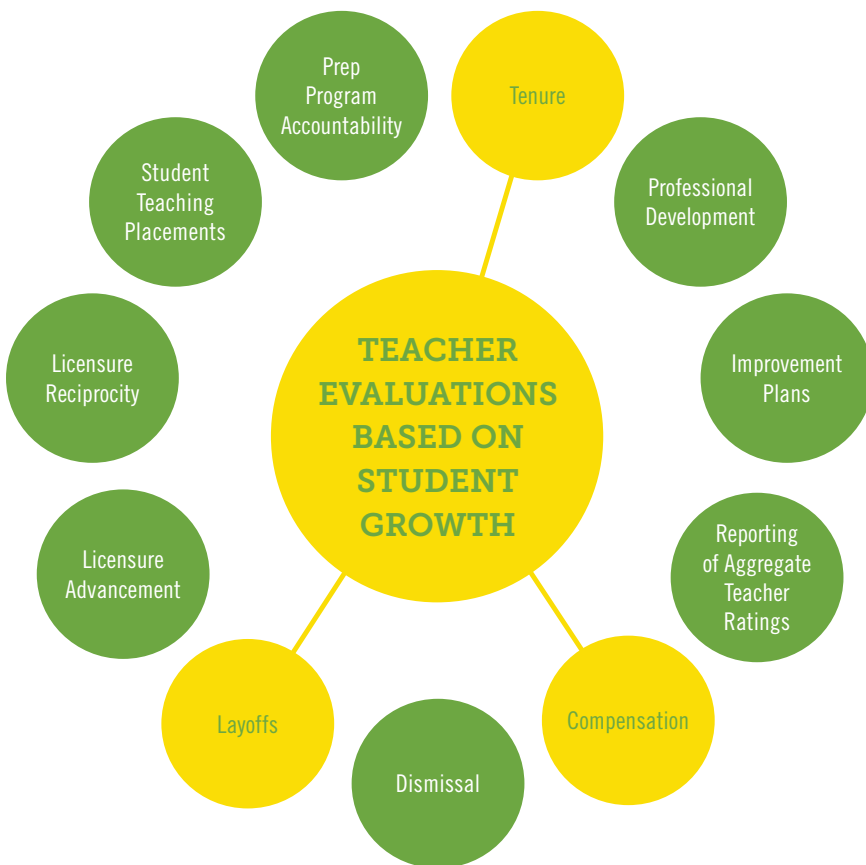 Prep
Program
Accountability
Tenure
Professional
Development
Improvement
Plans
Reporting
of Aggregate
Teacher
Ratings
Compensation
Dismissal
Layoffs
Licensure
Advancement
Licensure
Reciprocity
Student
Teaching
Placements
TEACHER
EVALUATIONS
BASED ON
STUDENT
GROWTH